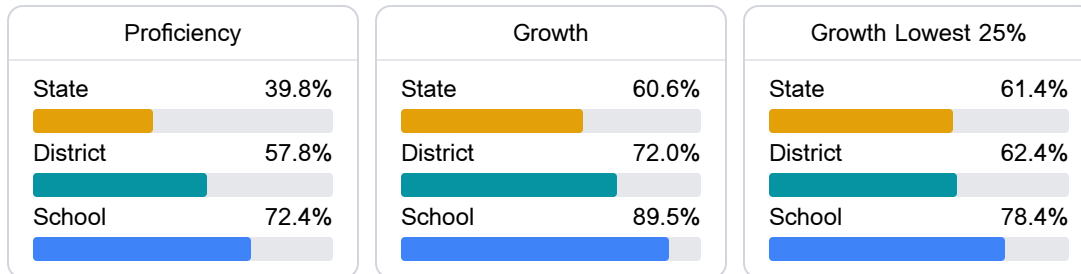 Proficiency
State 39.8%
District 57.8%
School 72.4%
Growth
State 60.6%
District 72.0%
School 89.5%
Growth Lowest 25%
State 61.4%
District 62.4%
School 78.4%